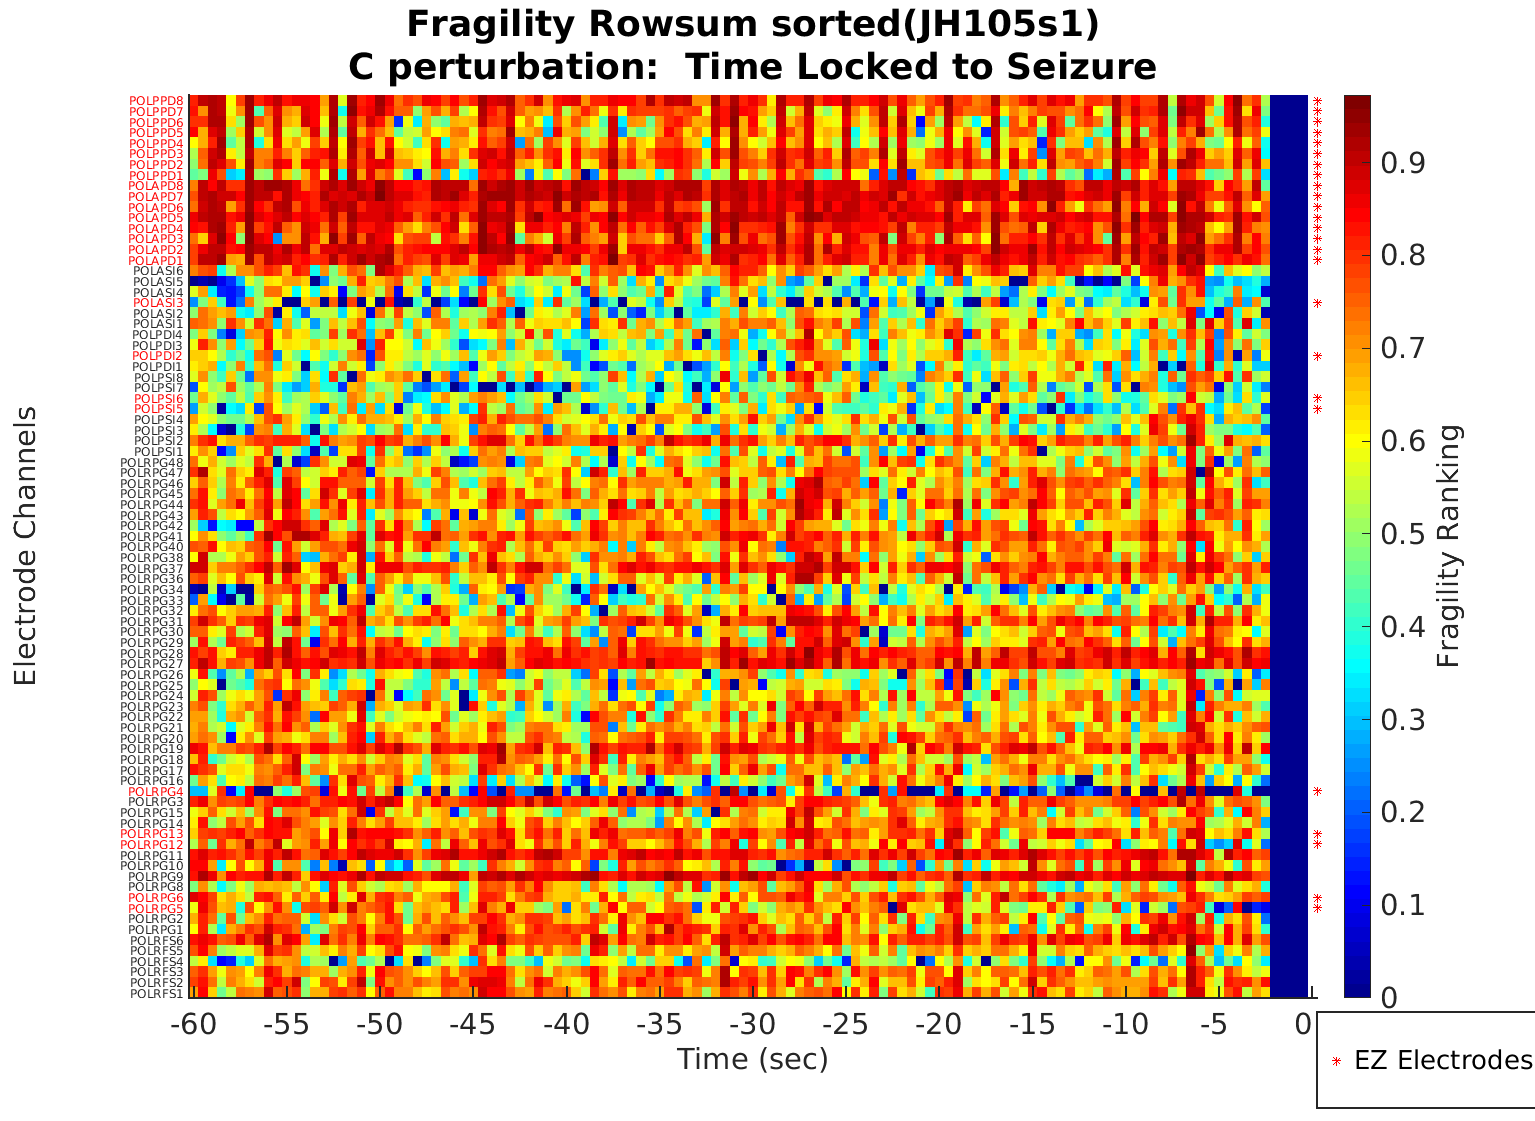 Fragility Rowsum sorted(JH105s1)
C perturbation:  Time Locked to Seizure
Electrode Channels
POLPPD8
POLPPD7
POLPPD6
POLPPD5
POLPPD4
POLPPD3
POLPPD2
POLPPD1
POLAPD8
POLAPD7
POLAPD6
POLAPD5
POLAPD4
POLAPD3
POLAPD2
POLAPD1
POLASI6
POLASI5
POLASI4
POLASI3
POLASI2
POLASI1
POLPDI4
POLPDI3
POLPDI2
POLPDI1
POLPSI8
POLPSI7
POLPSI6
POLPSI5
POLPSI4
POLPSI3
POLPSI2
POLPSI1
POLRPG48
POLRPG47
POLRPG46
POLRPG45
POLRPG44
POLRPG43
POLRPG42
POLRPG41
POLRPG40
POLRPG38
POLRPG37
POLRPG36
POLRPG34
POLRPG33
POLRPG32
POLRPG31
POLRPG30
POLRPG29
POLRPG28
POLRPG27
POLRPG26
POLRPG25
POLRPG24
POLRPG23
POLRPG22
POLRPG21
POLRPG20
POLRPG19
POLRPG18
POLRPG17
POLRPG16
POLRPG4
POLRPG3
POLRPG15
POLRPG14
POLRPG13
POLRPG12
POLRPG11
POLRPG10
POLRPG9
POLRPG8
POLRPG6
POLRPG5
POLRPG2
POLRPG1
POLRFS6
POLRFS5
POLRFS4
POLRFS3
POLRFS2
POLRFS1
-60 -55 -50 -45 -40 -35 -30 -25 -20 -15 -10 -5 0
Time (sec)
0.9
0.8
0.7
0.6
0.5
0.4
0.3
0.2
0.1
0
Fragility Ranking
EZ Electrodes